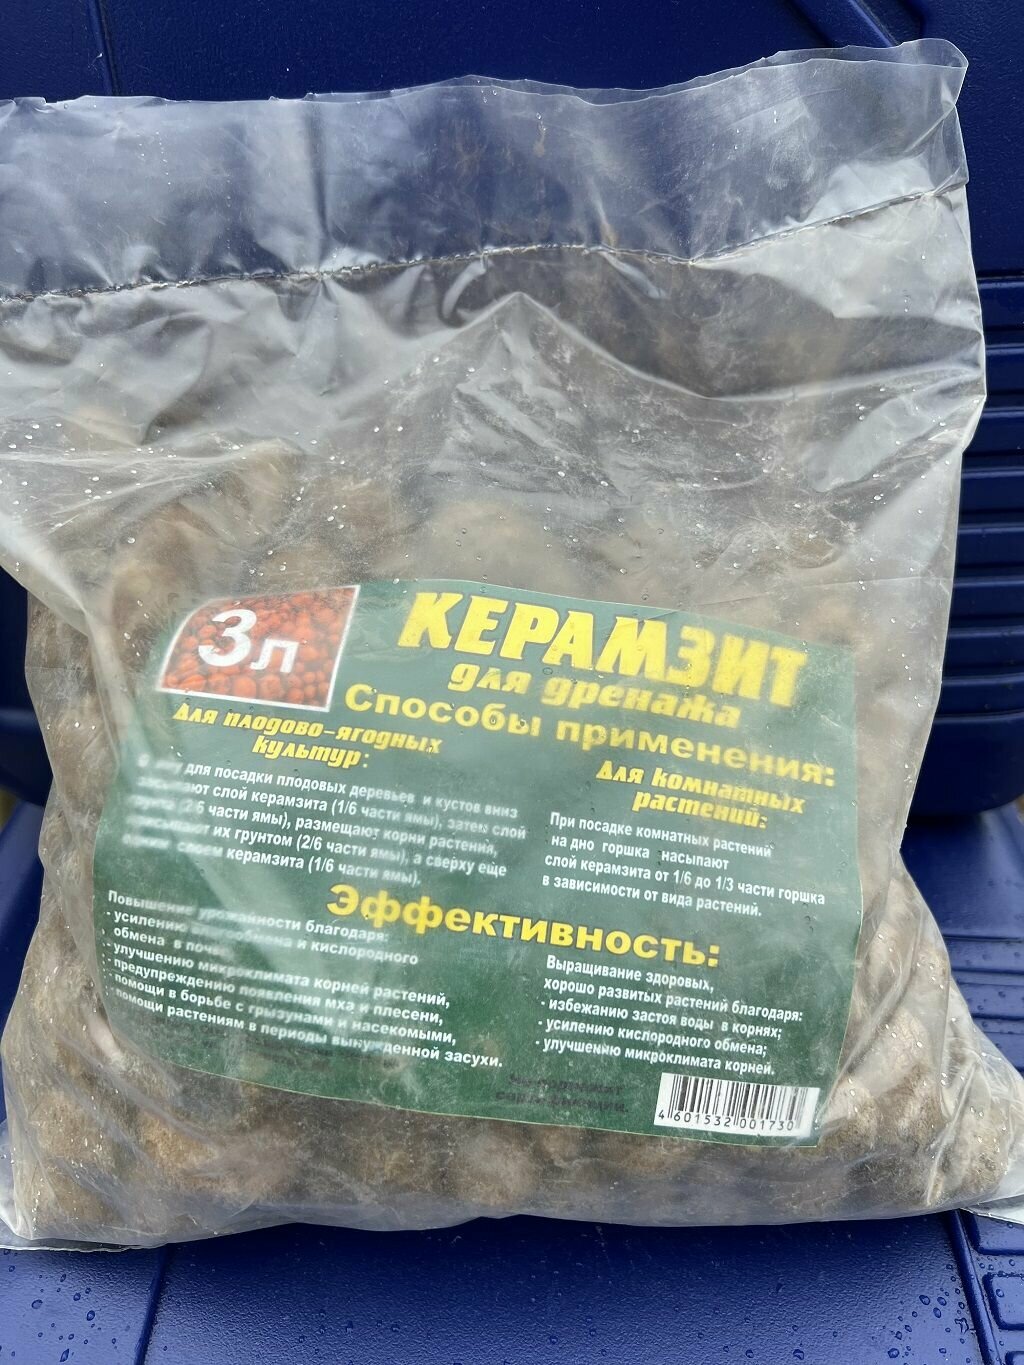 3л
КЕРАМЗИТ
для дренажа
Способы применения:
Для плодово-ягодных
культур:
для посадки плодовых деревьев и кустов вниз
засыпают слой керамзита (1/6 части ямы), затем слой
грунта (2/6 части ямы), размещают корни растения,
засыпают их грунтом (2/6 части ямы), а сверху еще
слоем керамзита (1/6 части ямы).
Для комнатных
растений:
При посадке комнатных растений
на дно горшка насыпают
слой керамзита от 1/6 до 1/3 части горшка
в зависимости от вида растений.
Эффективность:
Повышение урожайности благодаря:
- усилению и кислородного
обмена в почве
- улучшению микроклимата корней растений,
- предупреждению появления мха и плесени,
- помощи в борьбе с грызунами и насекомыми,
- помощи растениям в периоды вынужденной засухи.
Выращивание здоровых,
хорошо развитых растений благодаря:
- избежанию застоя воды в корнях;
- усилению кислородного обмена;
- улучшению микроклимата корней.
Не подлежит
сертификации.
4 601532 001730